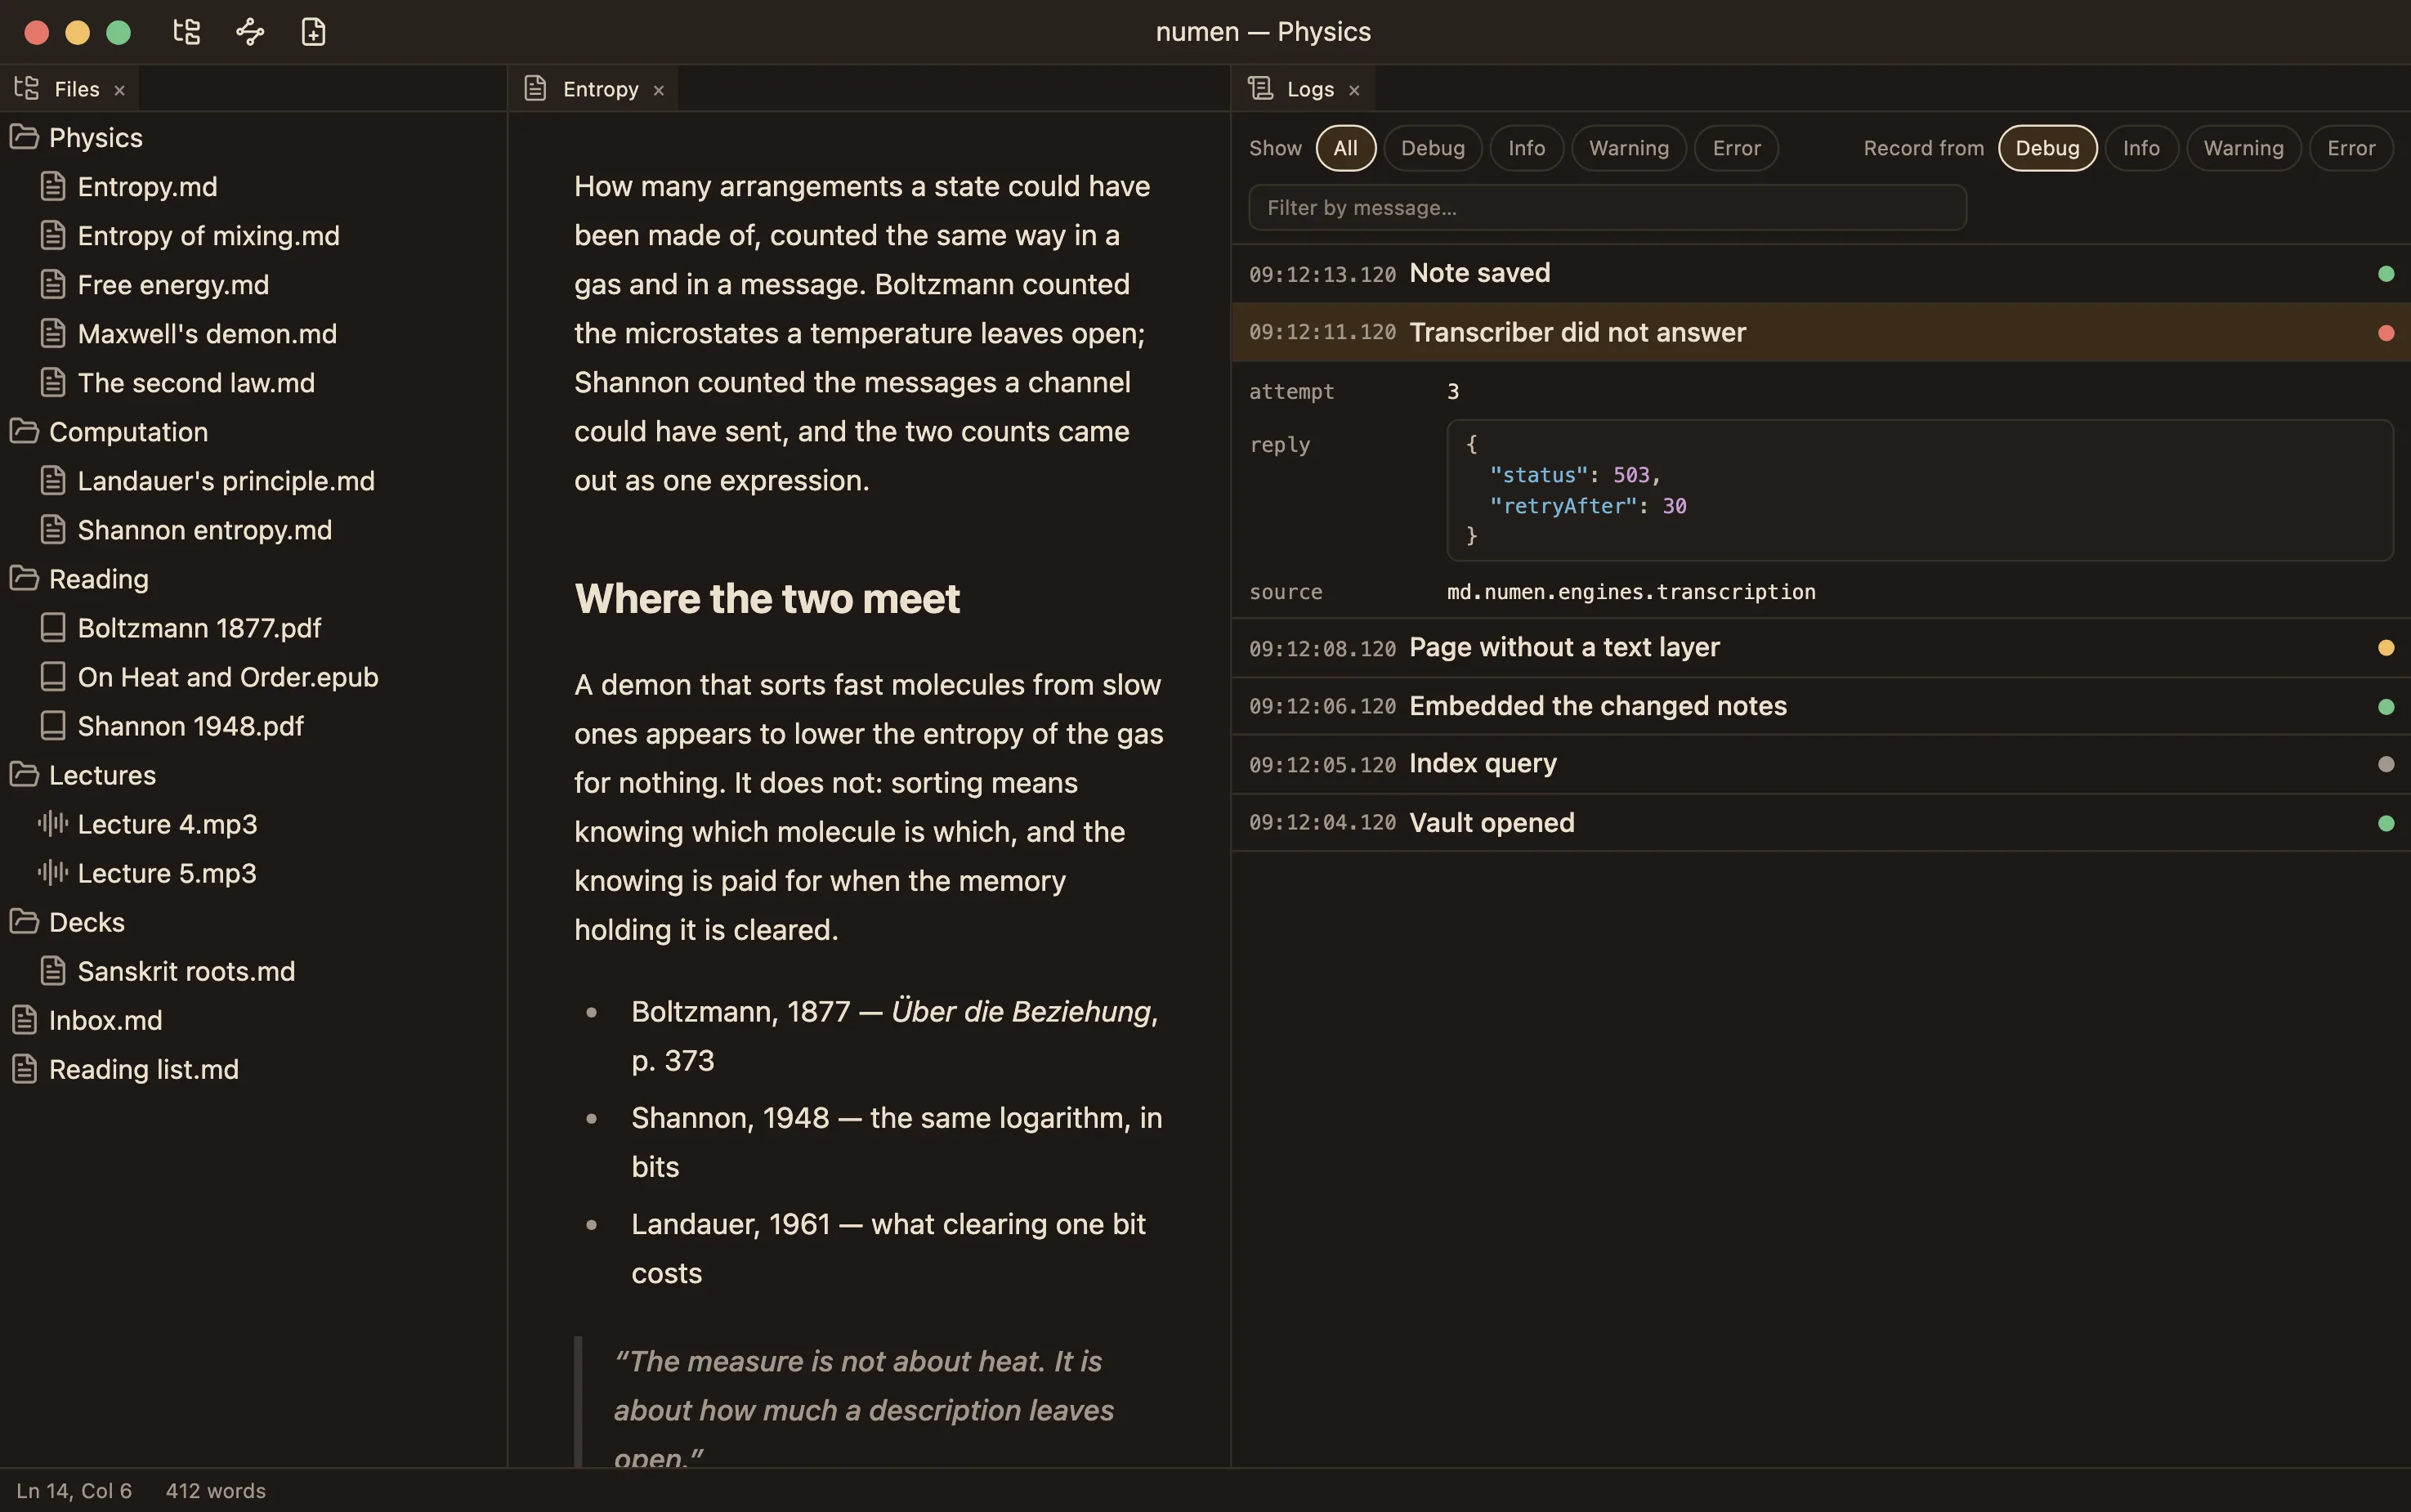 numen — Physics
Files
Physics
Entropy.md
Entropy of mixing.md
Free energy.md
Maxwell's demon.md
The second law.md
Computation
Landauer's principle.md
Shannon entropy.md
Reading
Boltzmann 1877.pdf
On Heat and Order.epub
Shannon 1948.pdf
Lectures
Lecture 4.mp3
Lecture 5.mp3
Decks
Sanskrit roots.md
Inbox.md
Reading list.md
Entropy
How many arrangements a state could have
been made of, counted the same way in a
gas and in a message. Boltzmann counted
the microstates a temperature leaves open;
Shannon counted the messages a channel
could have sent, and the two counts came
out as one expression.
Where the two meet
A demon that sorts fast molecules from slow
ones appears to lower the entropy of the gas
for nothing. It does not: sorting means
knowing which molecule is which, and the
knowing is paid for when the memory
holding it is cleared.
• Boltzmann, 1877 — Über die Beziehung,
p. 373
• Shannon, 1948 — the same logarithm, in
bits
• Landauer, 1961 — what clearing one bit
costs
“The measure is not about heat. It is
about how much a description leaves
open.”
Logs
Show All Debug Info Warning Error Record from Debug Info Warning Error
Filter by message...
09:12:13.120 Note saved
09:12:11.120 Transcriber did not answer
attempt 3
reply {
"status": 503,
"retryAfter": 30
}
source md.numen.engines.transcription
09:12:08.120 Page without a text layer
09:12:06.120 Embedded the changed notes
09:12:05.120 Index query
09:12:04.120 Vault opened
Ln 14, Col 6 412 words